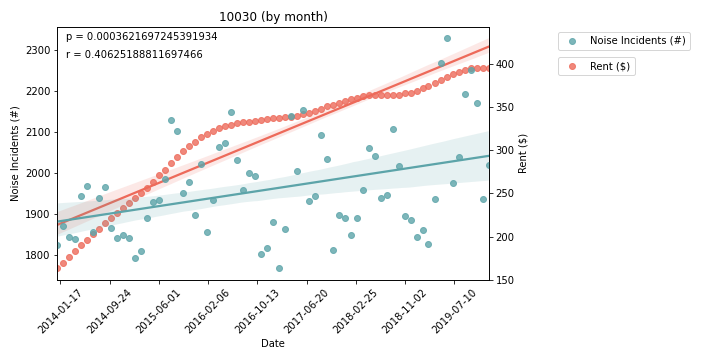 10030 (by month)
p = 0.0003621697245391934
r = 0.40625188811697466
Noise Incidents (#)
Rent ($)
2300
2200
2100
2000
1900
1800
Noise Incidents (#)
400
350
300
250
200
150
Rent ($)
2014-01-17
2014-09-24
2015-06-01
2016-02-06
2016-10-13
2017-06-20
2018-02-25
2018-11-02
2019-07-10
Date